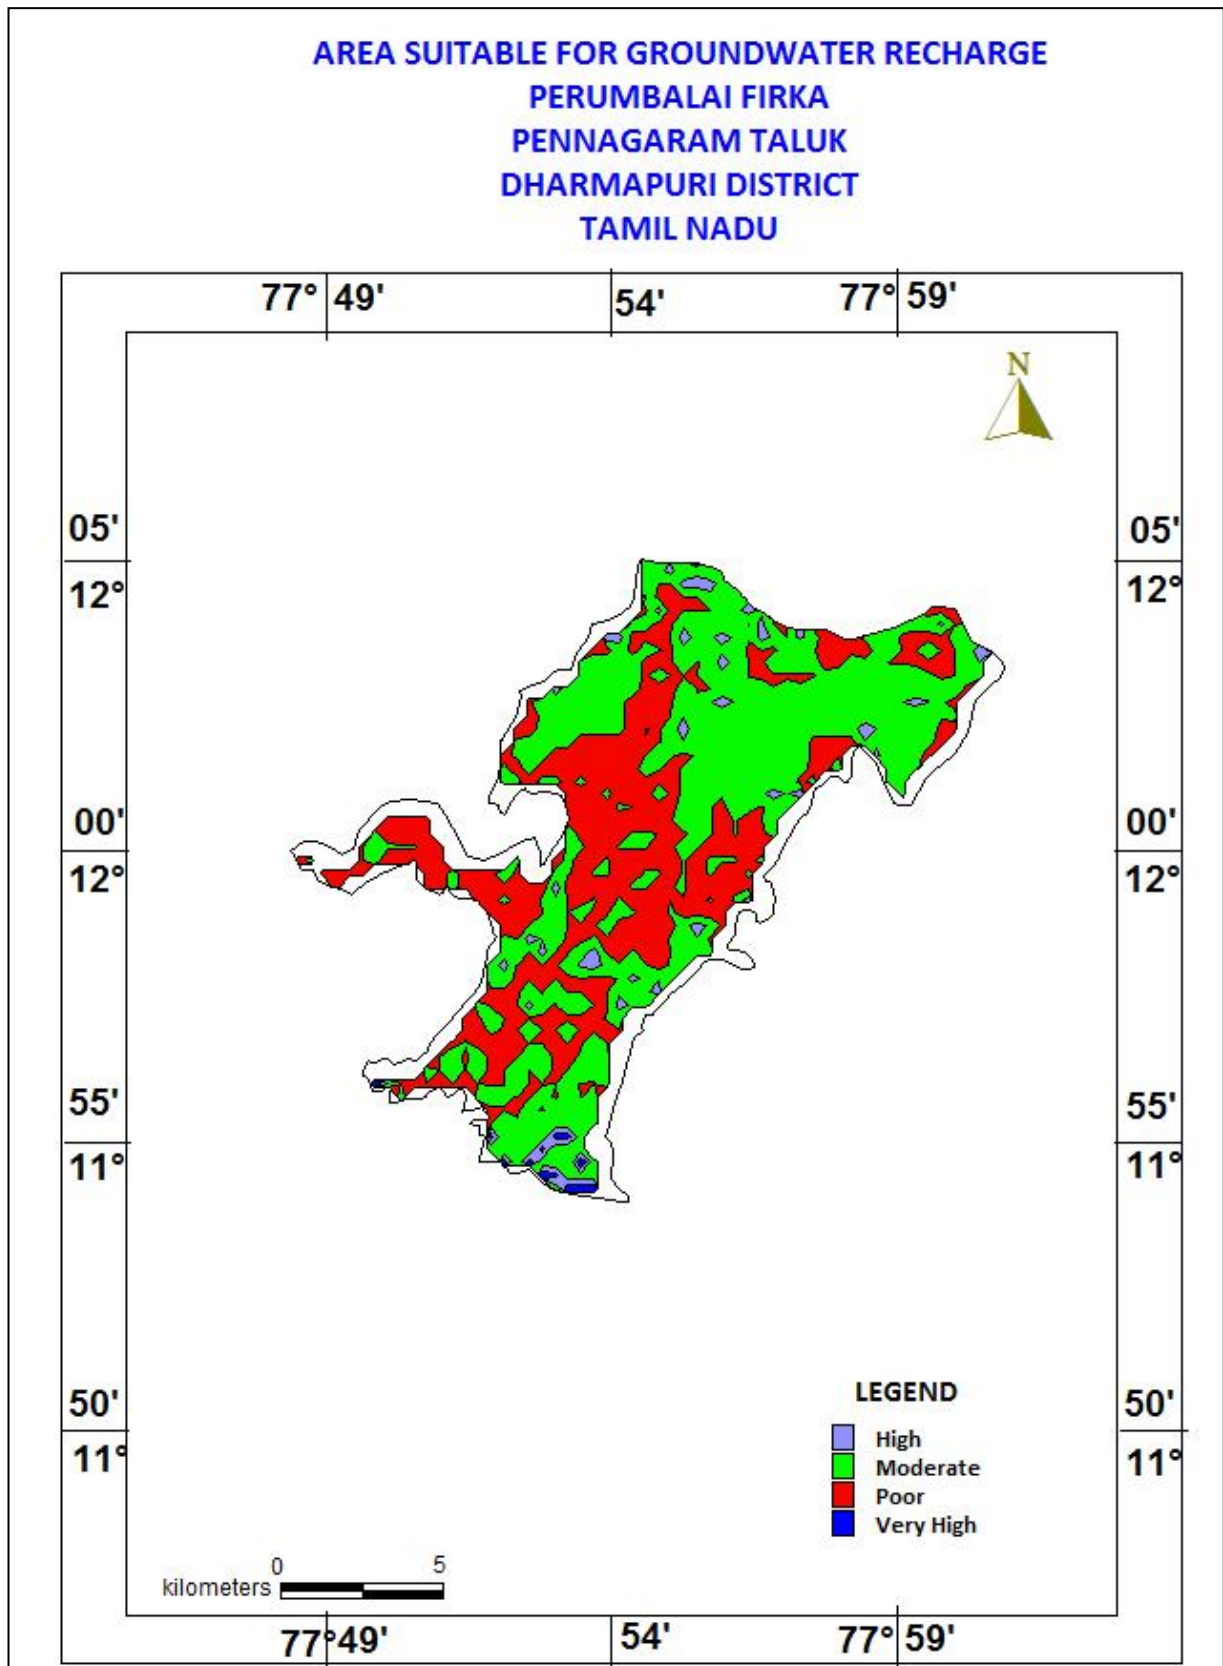 AREA SUITABLE FOR GROUNDWATER RECHARGE
PERUMBALAI FIRKA
PENNAGARAM TALUK
DHARMAPURI DISTRICT
TAMIL NADU
77° 49' 54' 77° 59'
N
05' 05'
12° 12°
00' 00'
12° 12°
55' 55'
11° 11°
50' 50'
11° 11°
LEGEND
High
Moderate
Poor
Very High
0 5
kilometers
77° 49' 54' 77° 59'